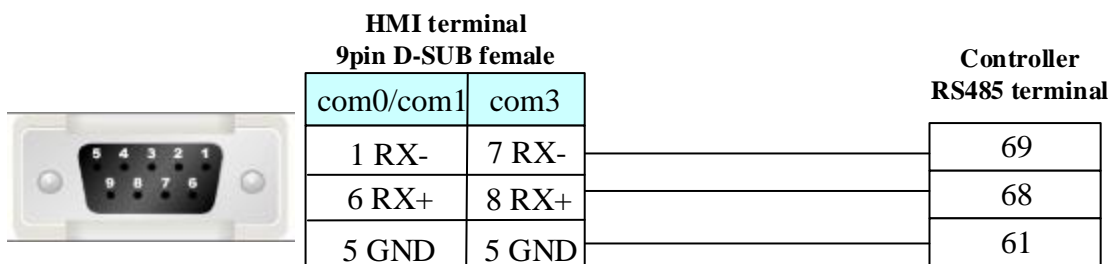 HMI terminal
9pin D-SUB female
Controller
RS485 terminal
com0/com1 com3
1 RX- 7 RX- 69
6 RX+ 8 RX+ 68
5 GND 5 GND 61
5 4 3 2 1
9 8 7 6